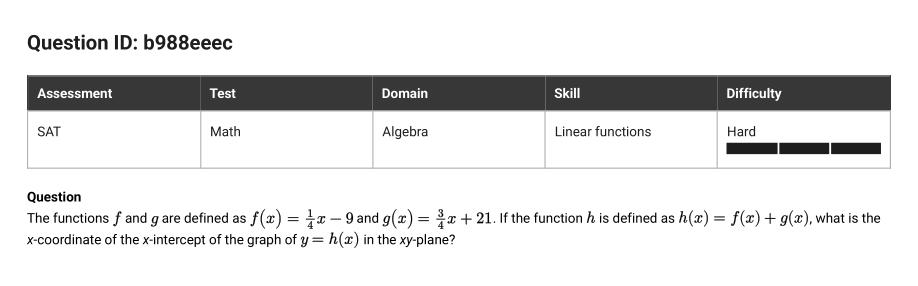 Question ID: b988eeec
Assessment Test Domain Skill Difficulty
SAT Math Algebra Linear functions Hard
Question
The functions f and g are defined as f(x) = 1/4 x − 9 and g(x) = 3/4 x + 21. If the function h is defined as h(x) = f(x) + g(x), what is the
x-coordinate of the x-intercept of the graph of y = h(x) in the xy-plane?